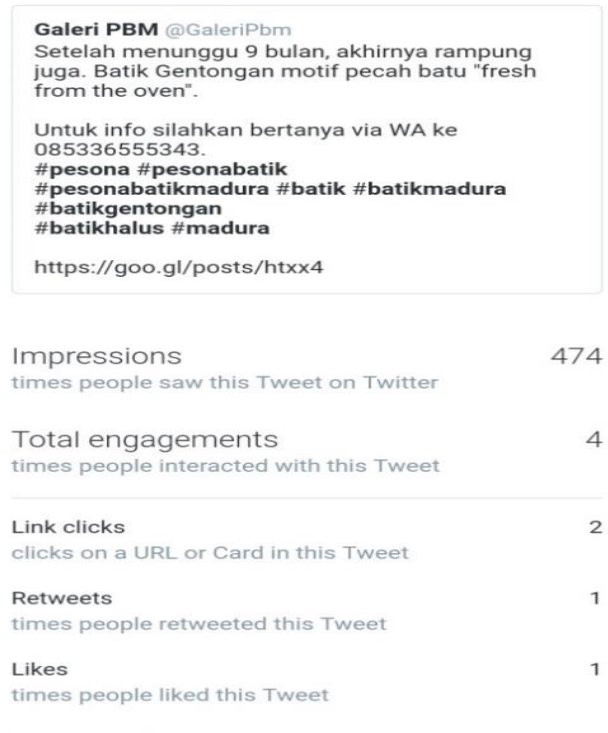 Galeri PBM @GaleriPbm
Setelah menunggu 9 bulan, akhirnya rampung
juga. Batik Gentongan motif pecah batu "fresh
from the oven".
Untuk info silahkan bertanya via WA ke
085336555343.
#pesona #pesonabatik
#pesonabatikmadura #batik #batikmadura
#batikgentongan
#batikhalus #madura
https://goo.gl/posts/htxx4
Impressions 474
times people saw this Tweet on Twitter
Total engagements 4
times people interacted with this Tweet
Link clicks 2
clicks on a URL or Card in this Tweet
Retweets 1
times people retweeted this Tweet
Likes 1
times people liked this Tweet